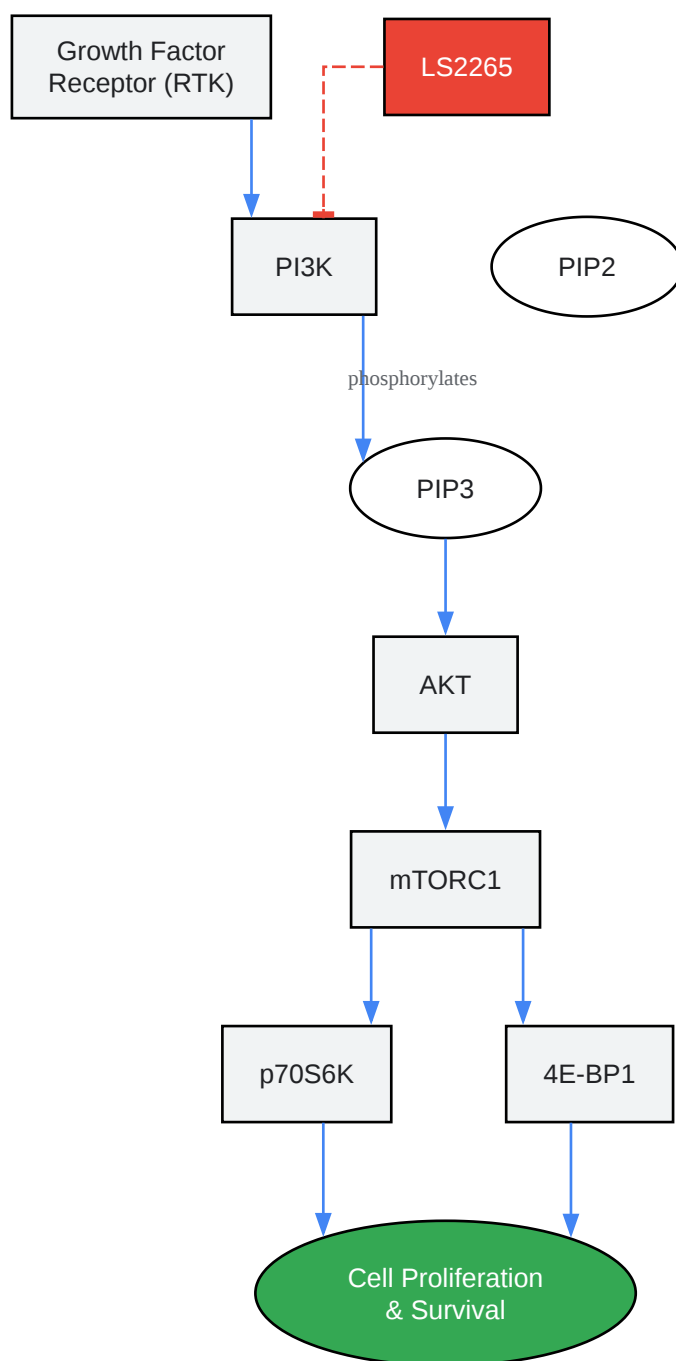 Growth Factor
Receptor (RTK)
LS2265
PI3K
PIP2
phosphorylates
PIP3
AKT
mTORC1
p70S6K
4E-BP1
Cell Proliferation
& Survival